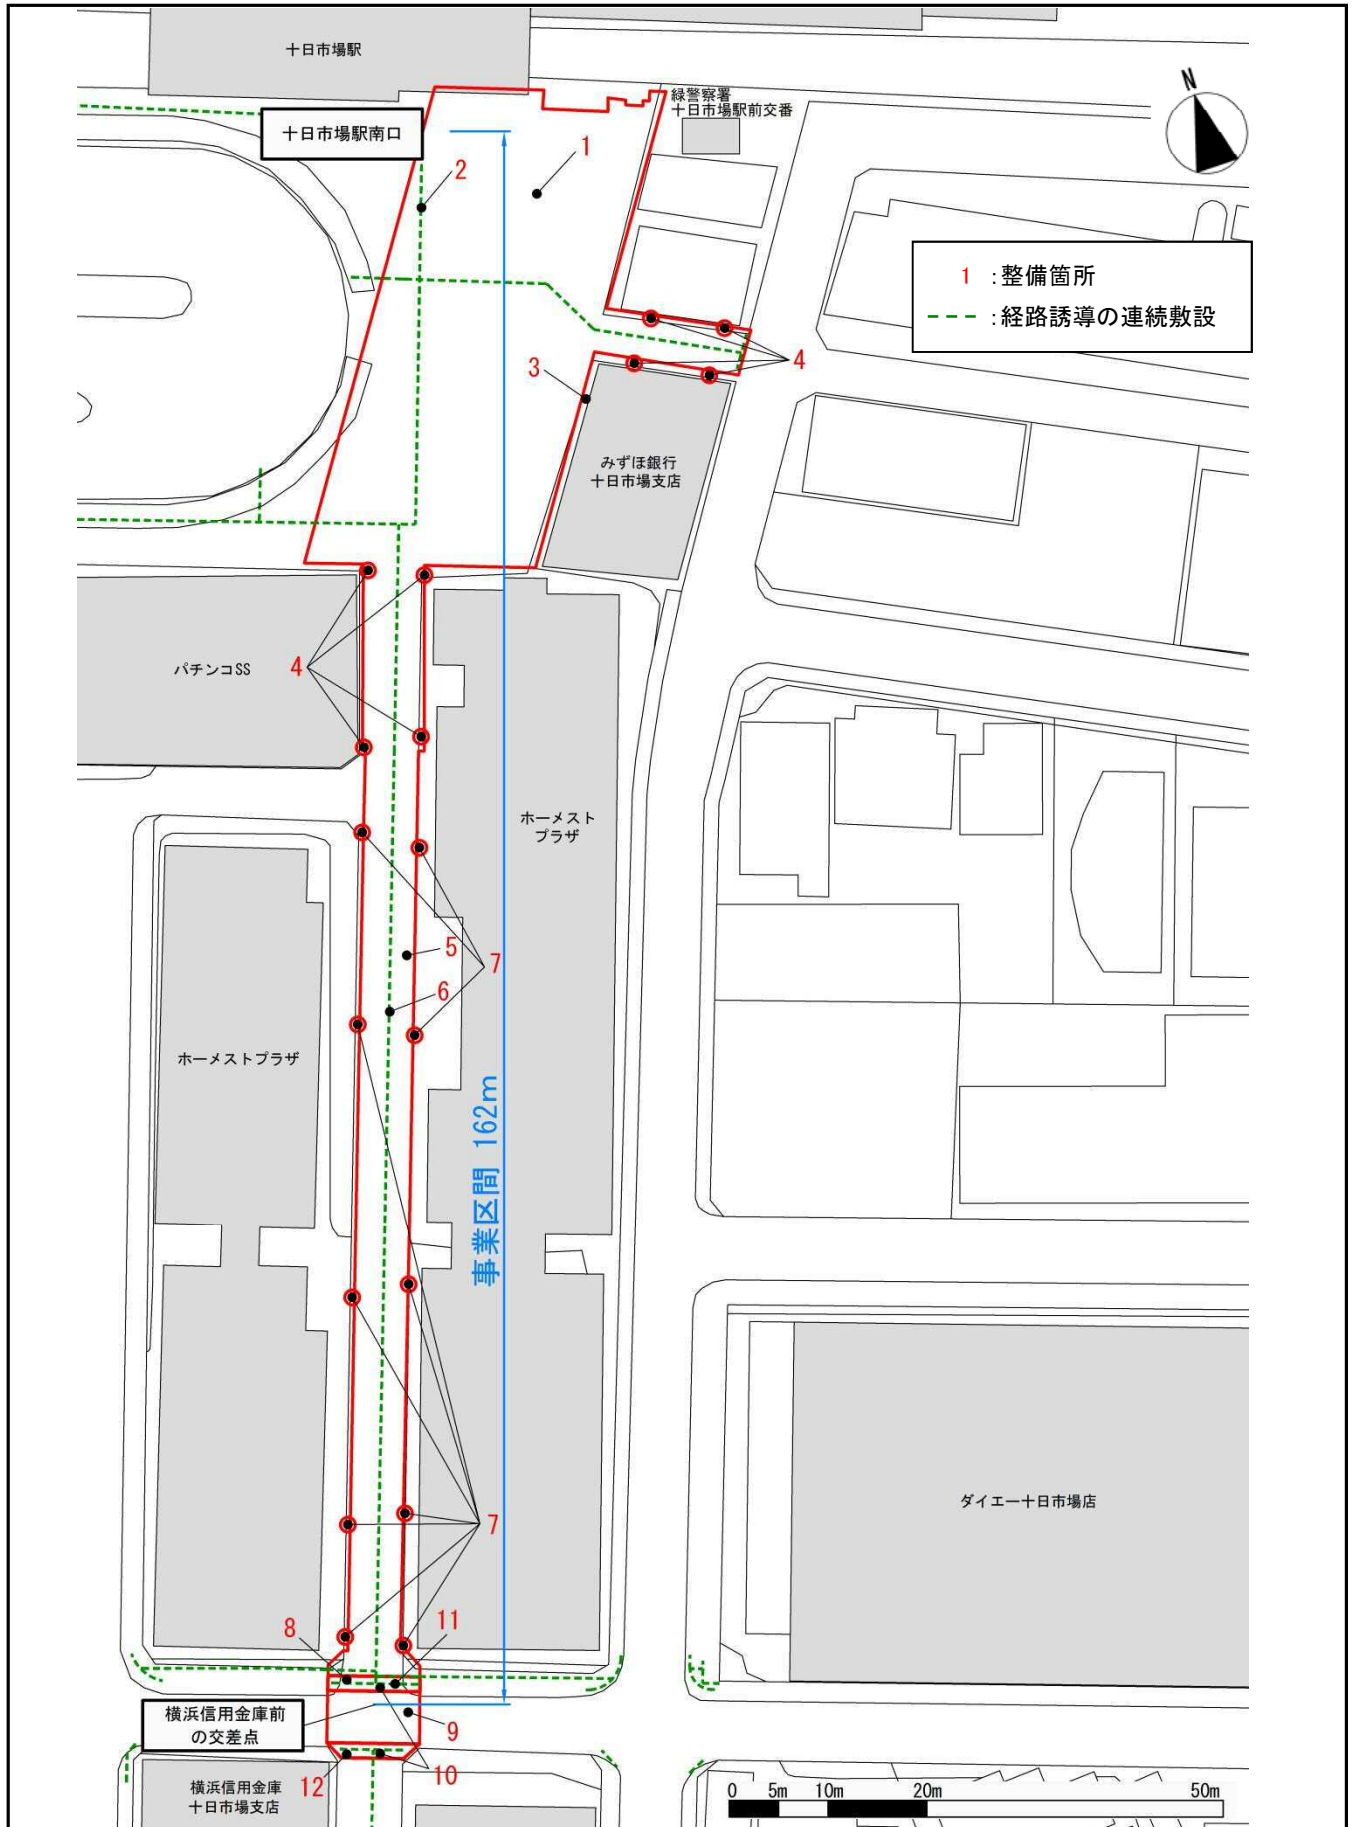 十日市場駅
緑警察署
十日市場駅前交番
N
十日市場駅南口
1
2
1 :整備箇所
--- :経路誘導の連続敷設
3
4
みずほ銀行
十日市場支店
パチンコSS
4
ホーメスト
プラザ
5
7
6
ホーメストプラザ
事業区間 162m
ダイエー十日市場店
7
8
11
横浜信用金庫前
の交差点
9
10
12
横浜信用金庫
十日市場支店
0 5m 10m 20m 50m